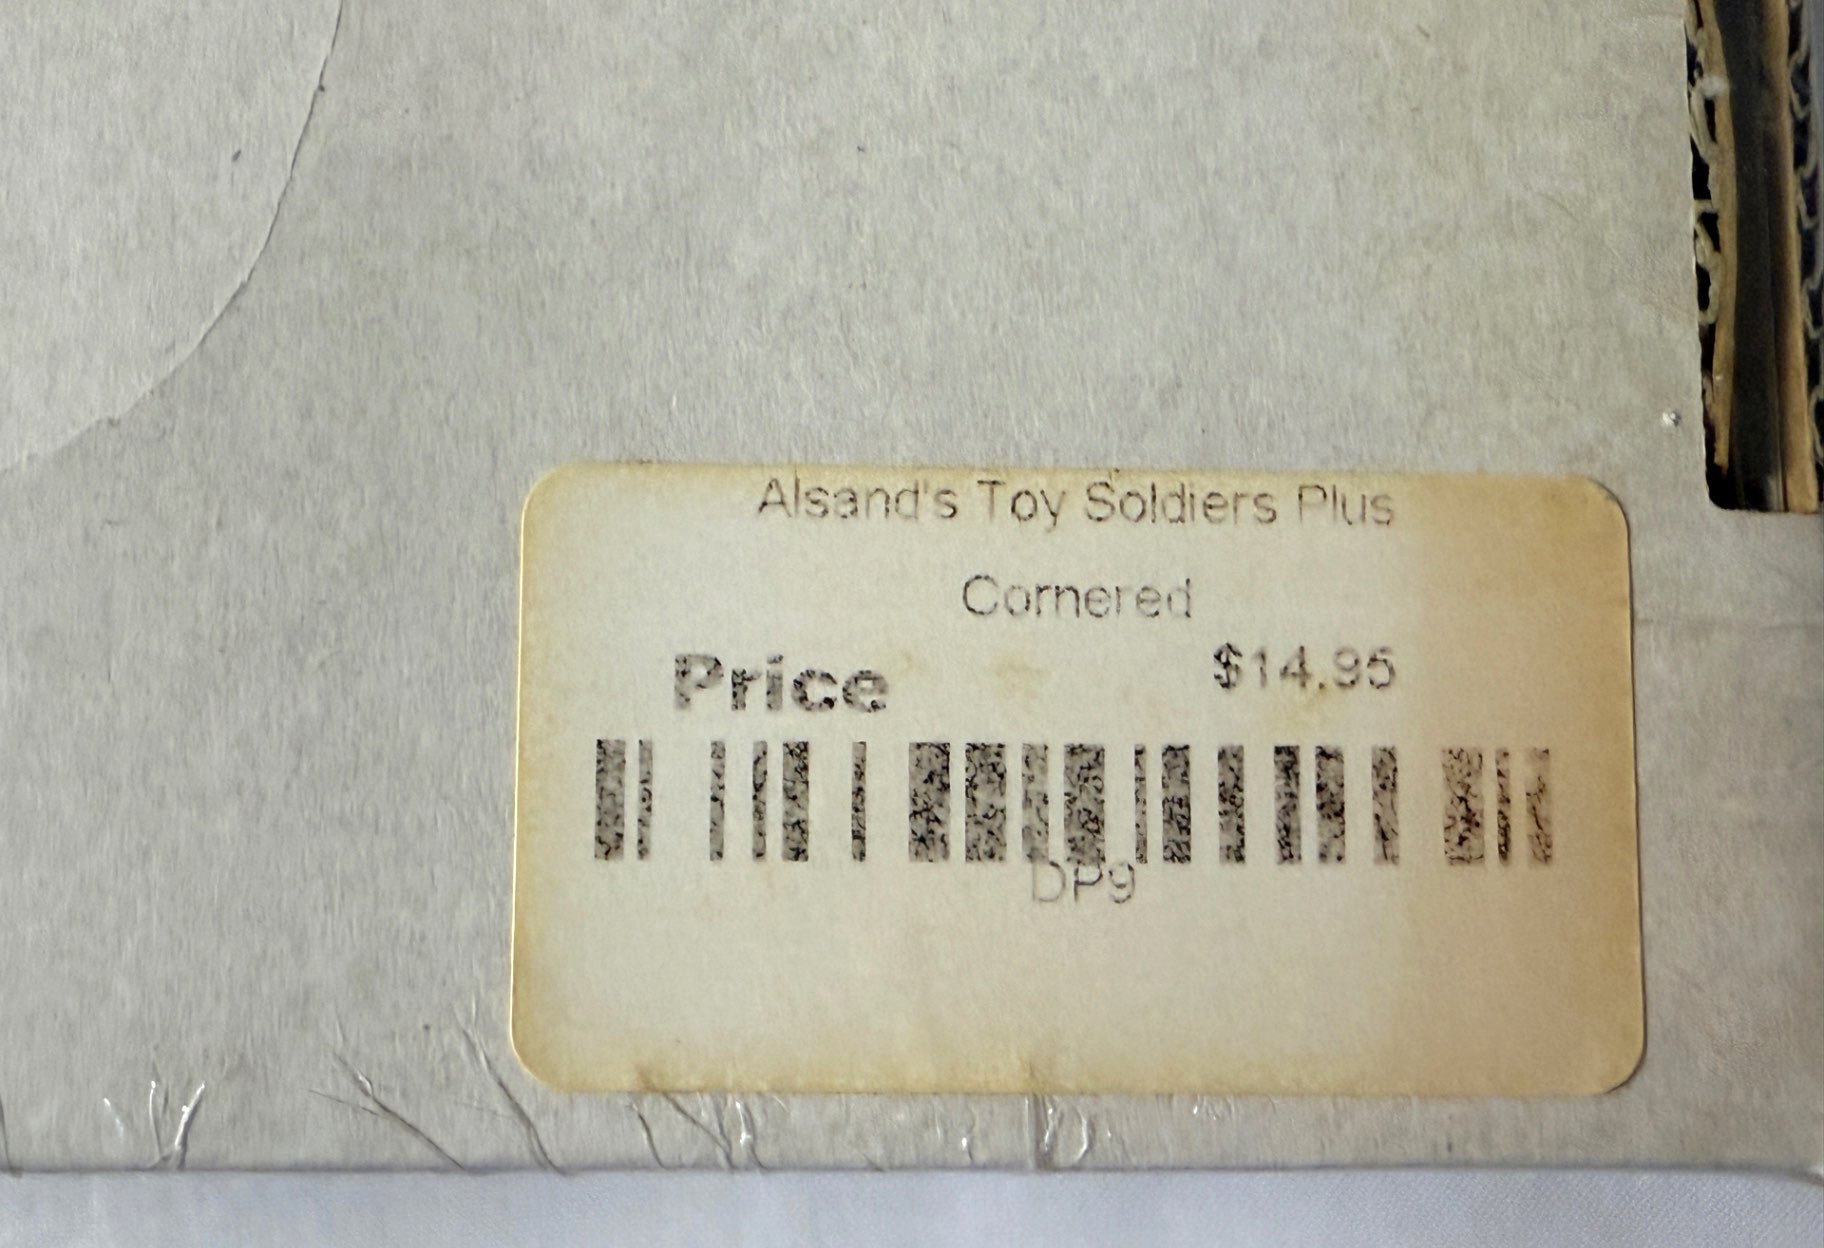 Alsand's Toy Soldiers Plus
Cornered
Price $14.95
DP9